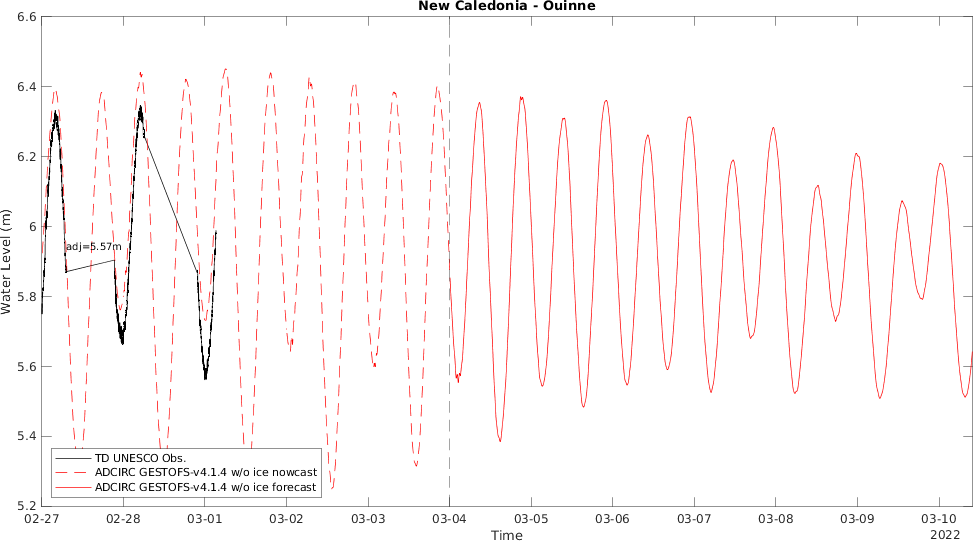 New Caledonia - Ouinne
6.6
6.4
6.2
6
5.8
5.6
5.4
5.2
Water Level (m)
adj=5.57m
TD UNESCO Obs.
ADCIRC GESTOFS-v4.1.4 w/o ice nowcast
ADCIRC GESTOFS-v4.1.4 w/o ice forecast
02-27 02-28 03-01 03-02 03-03 03-04 03-05 03-06 03-07 03-08 03-09 03-10
Time 2022